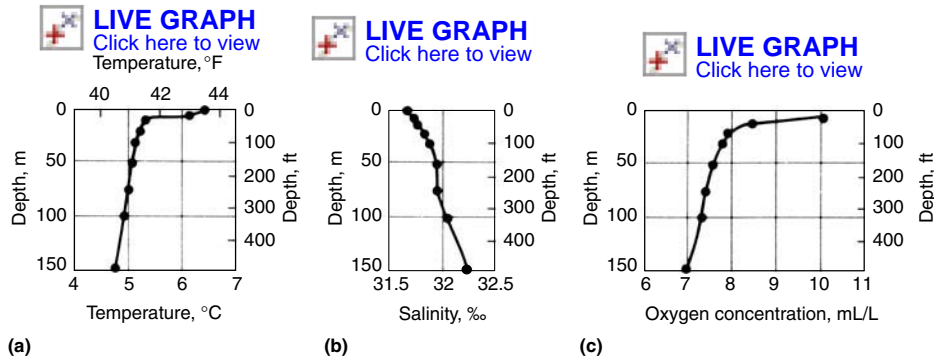 LIVE GRAPH
Click here to view
Temperature, °F
40 42 44
0
50
100
150
Depth, m
0
100
200
300
400
Depth, ft
4 5 6 7
Temperature, °C
(a)
LIVE GRAPH
Click here to view
0
50
100
150
Depth, m
0
100
200
300
400
Depth, ft
31.5 32 32.5
Salinity, ‰
(b)
LIVE GRAPH
Click here to view
0
50
100
150
Depth, m
0
100
200
300
400
Depth, ft
6 7 8 9 10 11
Oxygen concentration, mL/L
(c)